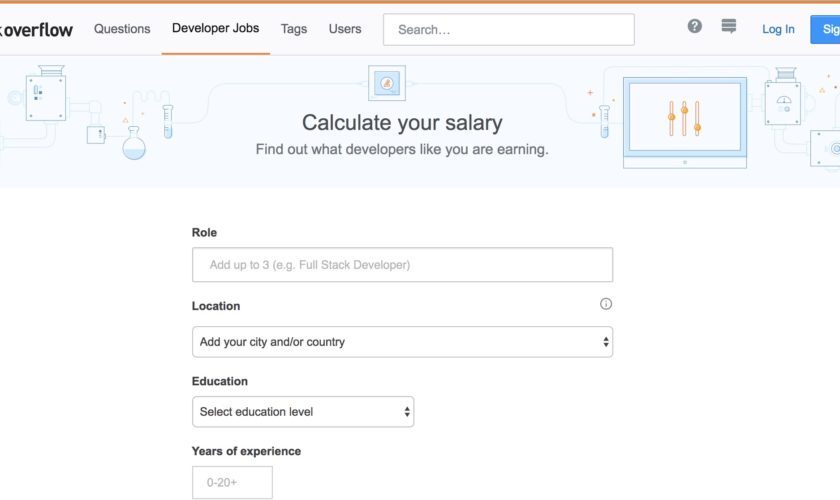 overflow
Questions
Developer Jobs
Tags
Users
Search…
Log In
Calculate your salary
Find out what developers like you are earning.
Role
Add up to 3 (e.g. Full Stack Developer)
Location
Add your city and/or country
Education
Select education level
Years of experience
0-20+